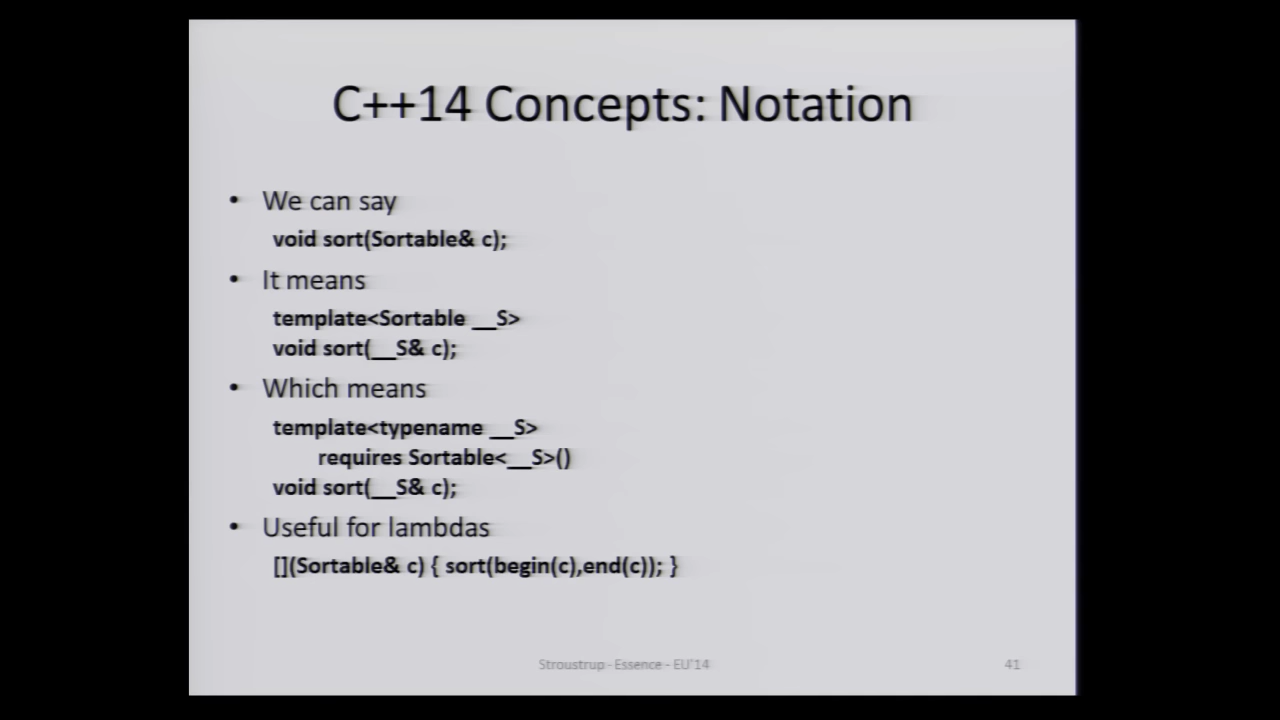 C++14 Concepts: Notation
• We can say
void sort(Sortable& c);
• It means
template<Sortable __S>
void sort(__S& c);
• Which means
template<typename __S>
requires Sortable<__S>()
void sort(__S& c);
• Useful for lambdas
[](Sortable& c) { sort(begin(c),end(c)); }
Stroustrup - Essence - EU'14
41